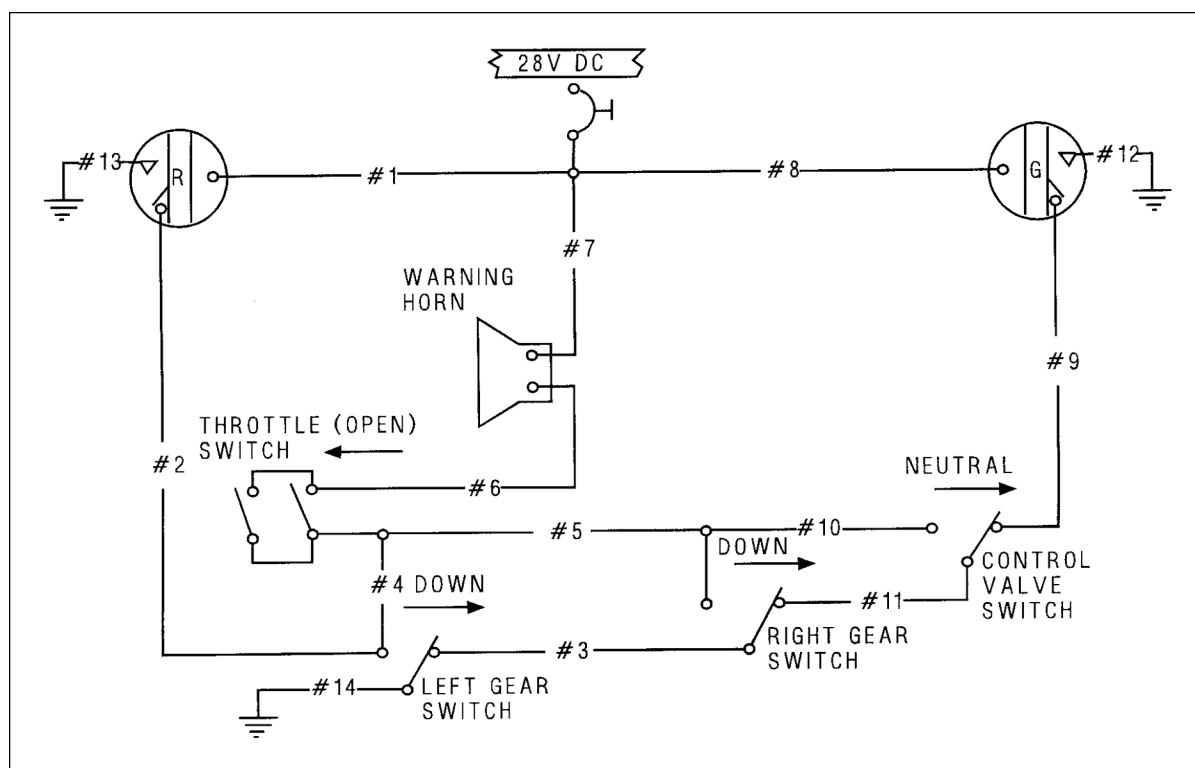 28V DC
#13
R
#1
#8
G
#12
#7
WARNING
HORN
#9
THROTTLE (OPEN)
SWITCH
#2
NEUTRAL
#6
#5
#10
DOWN
#4 DOWN
CONTROL
VALVE
SWITCH
#11
RIGHT GEAR
SWITCH
#3
#14
LEFT GEAR
SWITCH